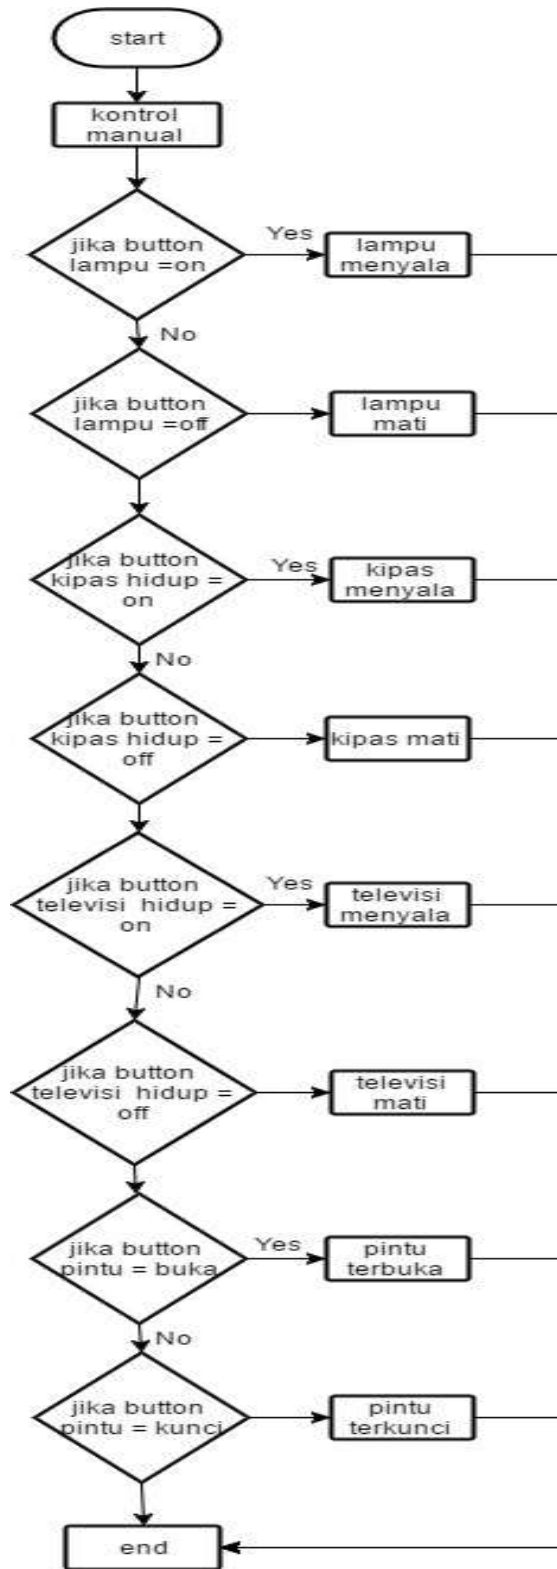 start
kontrol
manual
jika button
lampu =on
Yes
lampu
menyala
No
jika button
lampu =off
lampu
mati
jika button
kipas hidup =
on
Yes
kipas
menyala
No
jika button
kipas hidup =
off
kipas mati
jika button
televisi hidup =
on
Yes
televisi
menyala
No
jika button
televisi hidup =
off
televisi
mati
jika button
pintu = buka
Yes
pintu
terbuka
No
jika button
pintu = kunci
pintu
terkunci
end